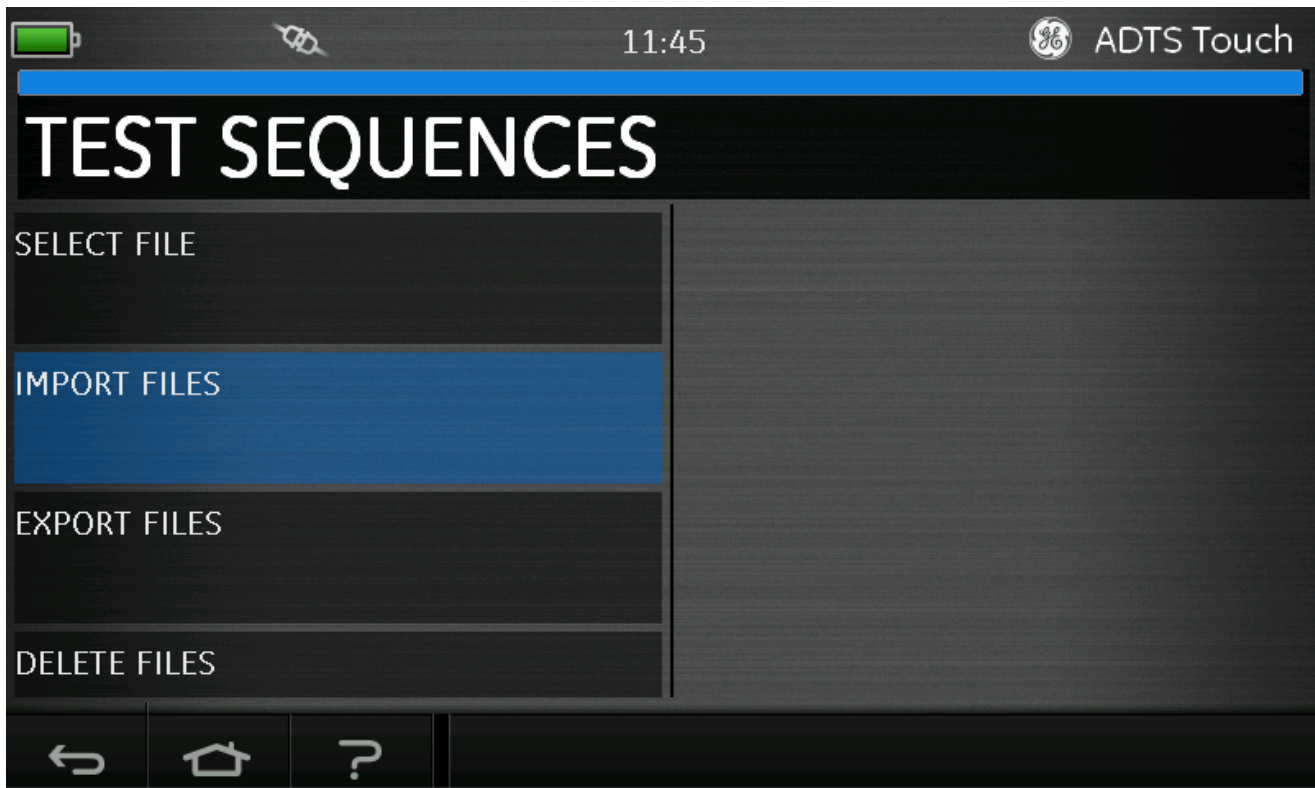 11:45
ADTS Touch
TEST SEQUENCES
SELECT FILE
IMPORT FILES
EXPORT FILES
DELETE FILES
?